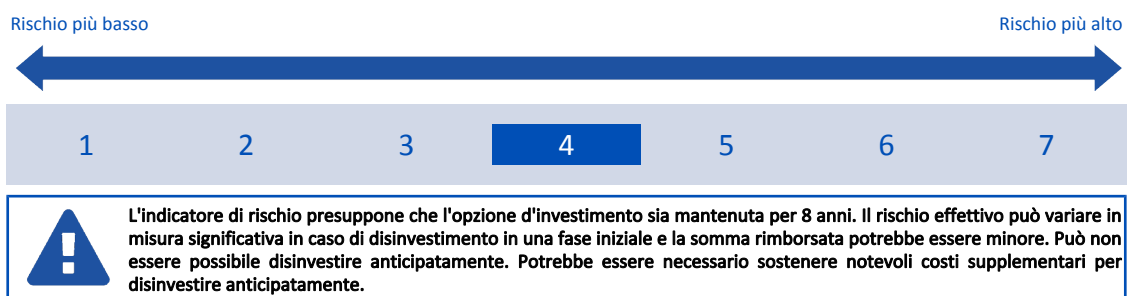 Rischio più basso Rischio più alto
1 2 3 4 5 6 7
L'indicatore di rischio presuppone che l'opzione d'investimento sia mantenuta per 8 anni. Il rischio effettivo può variare in
misura significativa in caso di disinvestimento in una fase iniziale e la somma rimborsata potrebbe essere minore. Può non
essere possibile disinvestire anticipatamente. Potrebbe essere necessario sostenere notevoli costi supplementari per
disinvestire anticipatamente.